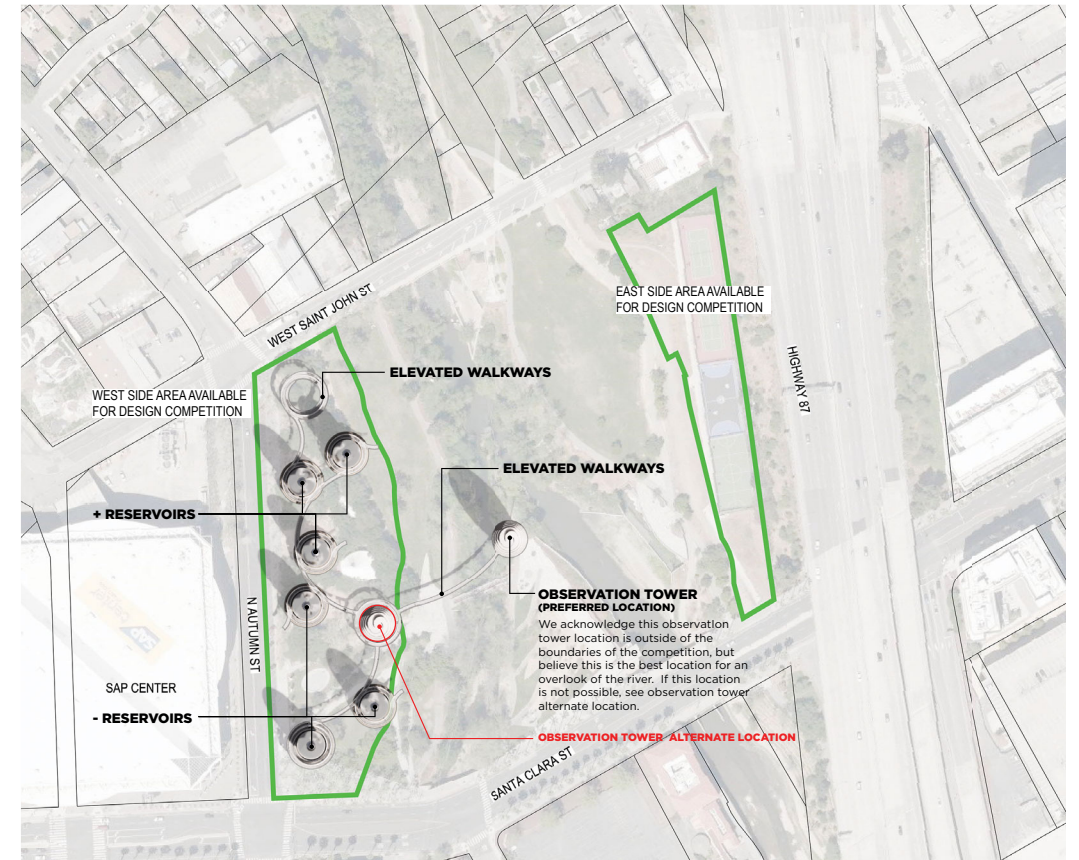 WEST SAINT JOHN ST
EAST SIDE AREA AVAILABLE
FOR DESIGN COMPETITION
HIGHWAY 87
ELEVATED WALKWAYS
WEST SIDE AREA AVAILABLE
FOR DESIGN COMPETITION
ELEVATED WALKWAYS
+ RESERVOIRS
OBSERVATION TOWER
(PREFERRED LOCATION)
We acknowledge this observation
tower location is outside of the
boundaries of the competition, but
believe this is the best location for an
overlook of the river. If this location
is not possible, see observation tower
alternate location.
N AUTUMN ST
SAP
SAP CENTER
- RESERVOIRS
OBSERVATION TOWER ALTERNATE LOCATION
SANTA CLARA ST